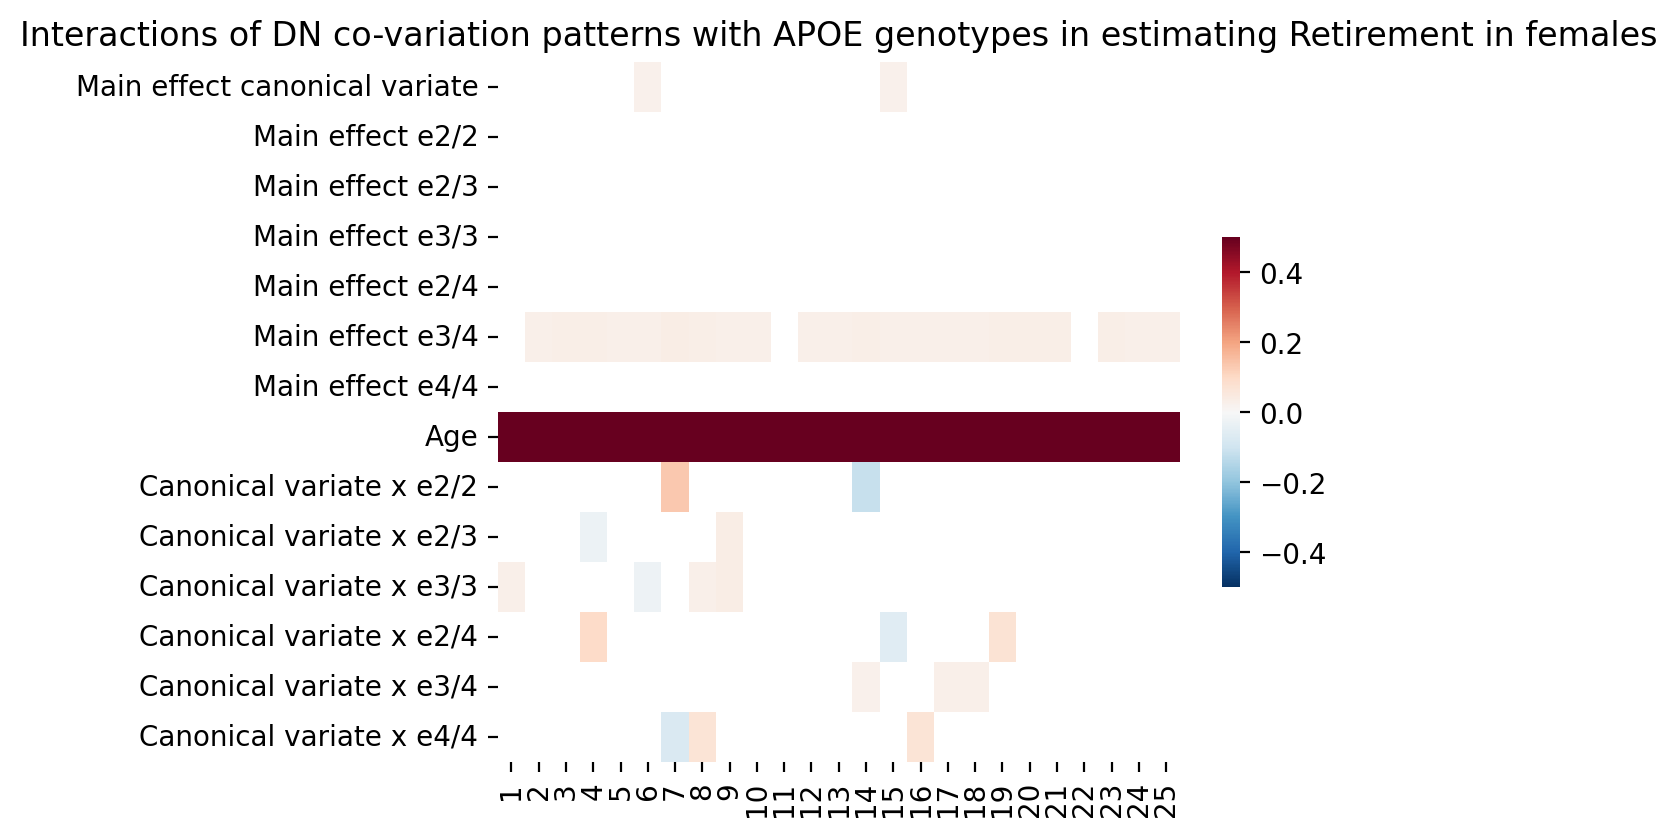 Interactions of DN co-variation patterns with APOE genotypes in estimating Retirement in females
Main effect canonical variate
Main effect e2/2
Main effect e2/3
Main effect e3/3
Main effect e2/4
Main effect e3/4
Main effect e4/4
Age
Canonical variate x e2/2
Canonical variate x e2/3
Canonical variate x e3/3
Canonical variate x e2/4
Canonical variate x e3/4
Canonical variate x e4/4
1 2 3 4 5 6 7 8 9 10 11 12 13 14 15 16 17 18 19 20 21 22 23 24 25
0.4
0.2
0.0
−0.2
−0.4